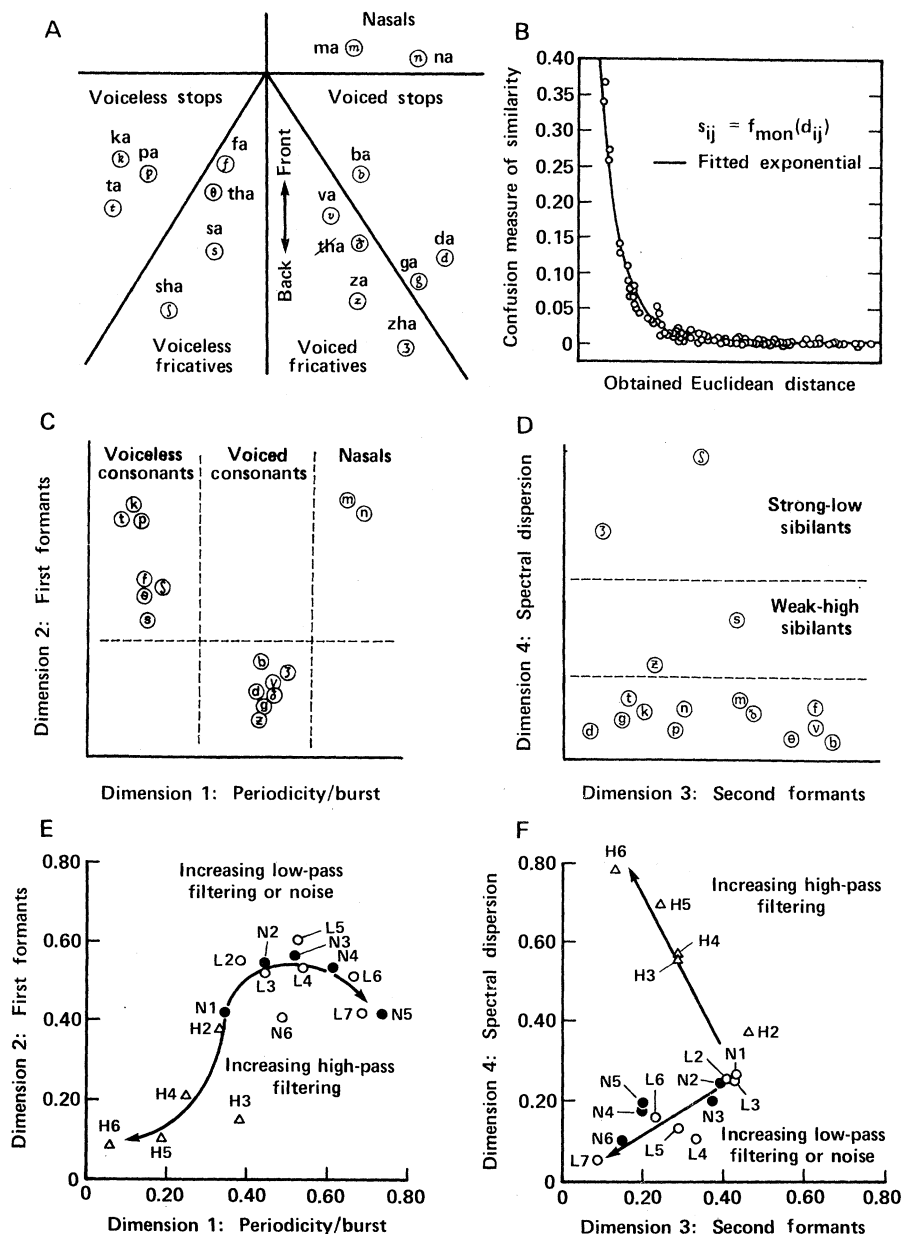 A
Nasals
ma m
n na
Voiceless stops
Voiced stops
ka
k
pa
p
ta
t
fa
f
θ tha
sa
s
sha
ʃ
Front
Back
ba
b
va
v
tha ð
da
d
ga
g
za
z
zha
ʒ
Voiceless
fricatives
Voiced
fricatives
B
Confusion measure of similarity
0.40
0.35
0.30
0.25
0.20
0.15
0.10
0.05
0
sij = fmon(dij)
Fitted exponential
Obtained Euclidean distance
C
Dimension 2: First formants
Voiceless
consonants
Voiced
consonants
Nasals
k
t p
m
n
f
ʃ
θ
s
b
ʒ
v
d ð
g
z
Dimension 1: Periodicity/burst
D
Dimension 4: Spectral dispersion
ʃ
ʒ
Strong-low
sibilants
s
Weak-high
sibilants
z
t
m
d g k n ð f
p v
θ b
Dimension 3: Second formants
E
Dimension 2: First formants
0.80
0.60
0.40
0.20
0
Increasing low-pass
filtering or noise
L5
N2
N3
L2
N4
L3 L4 L6
N1
H2
N6
L7 N5
Increasing high-pass
filtering
H4
H3
H6
H5
0 0.20 0.40 0.60 0.80
Dimension 1: Periodicity/burst
F
Dimension 4: Spectral dispersion
0.80
0.60
0.40
0.20
0
H6
Increasing high-pass
filtering
H5
H4
H3
H2
N1
L2
N5 L6 N2
L3
N4
N3
N6
L5 L4
L7
Increasing low-pass
filtering or noise
0 0.20 0.40 0.60 0.80
Dimension 3: Second formants